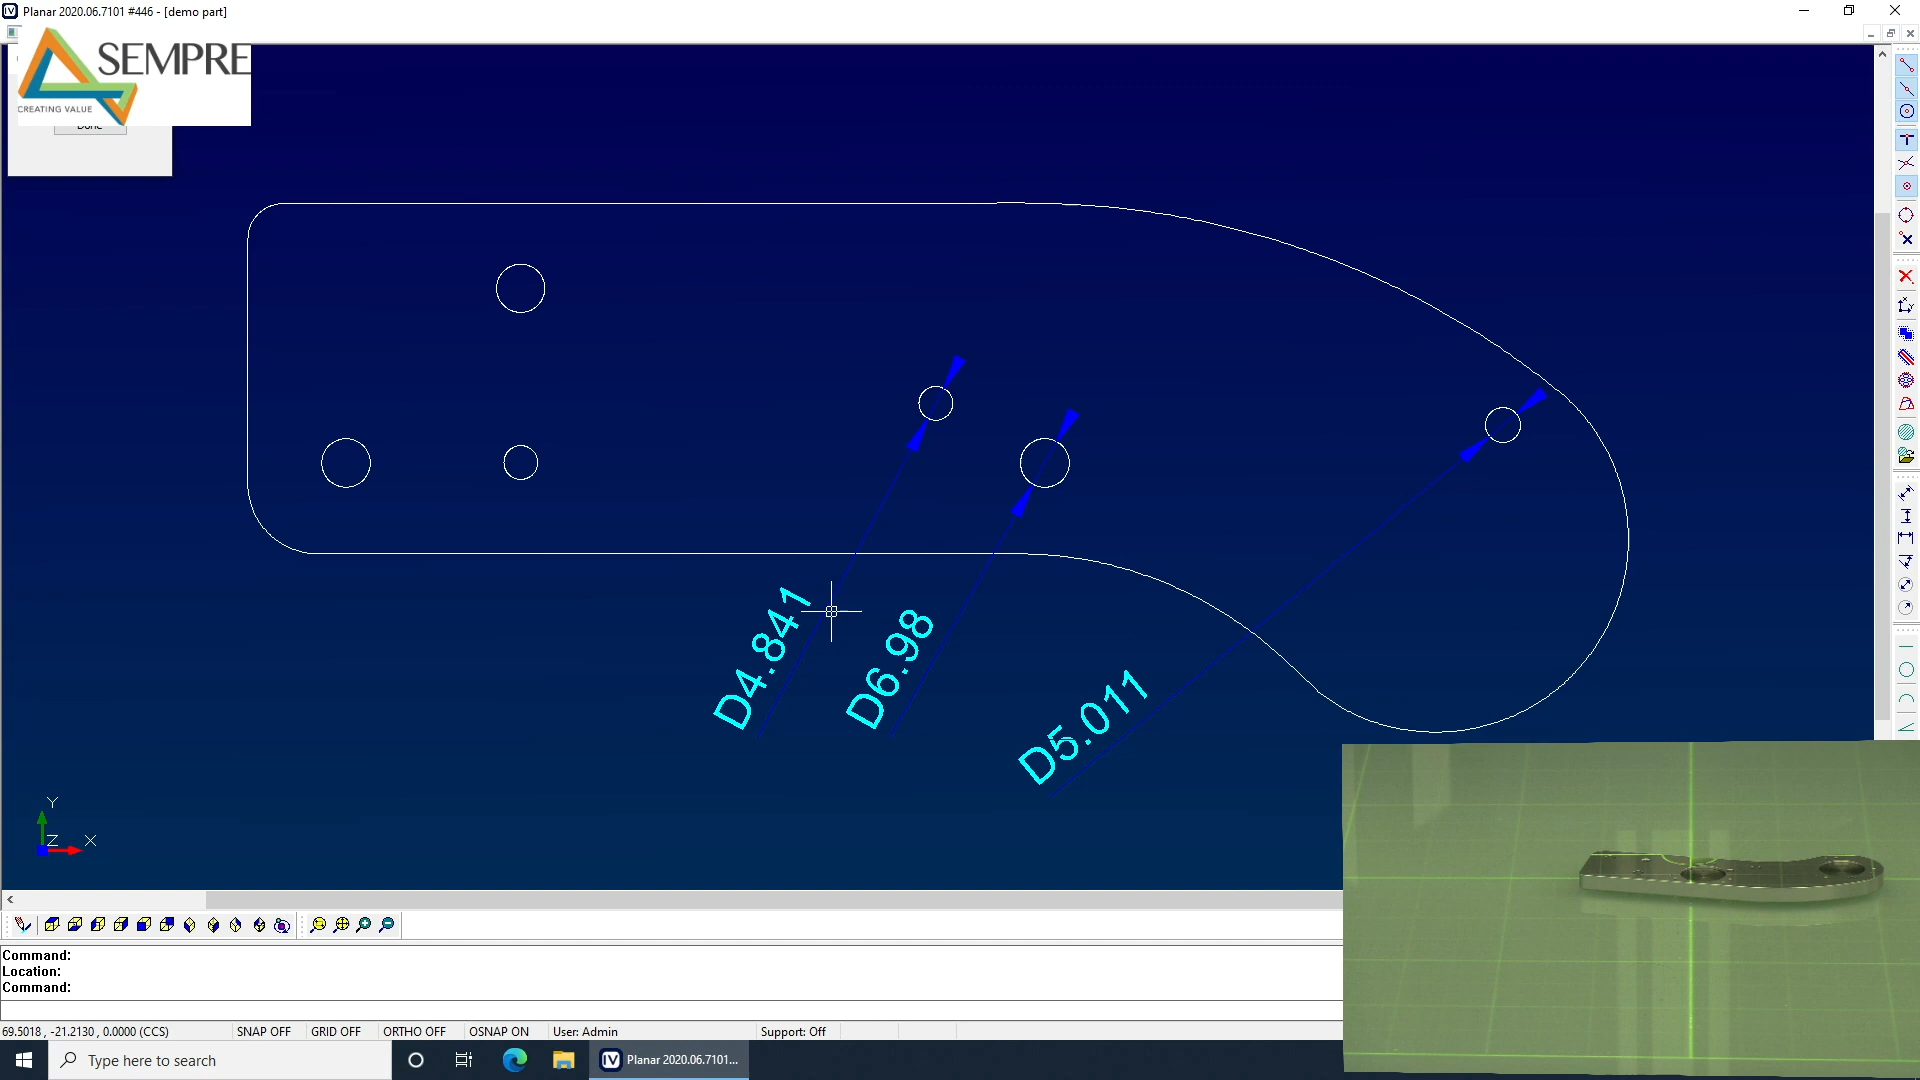 Planar 2020.06.7101 #446 - [demo part]
SEMPRE
CREATING VALUE
Done
D4.841
D6.98
D5.011
Y
Z
X
Command:
Location:
Command:
69.5018 , -21.2130 , 0.0000 (CCS)
SNAP OFF
GRID OFF
ORTHO OFF
OSNAP ON
User: Admin
Support: Off
Type here to search
IV
Planar 2020.06.7101...